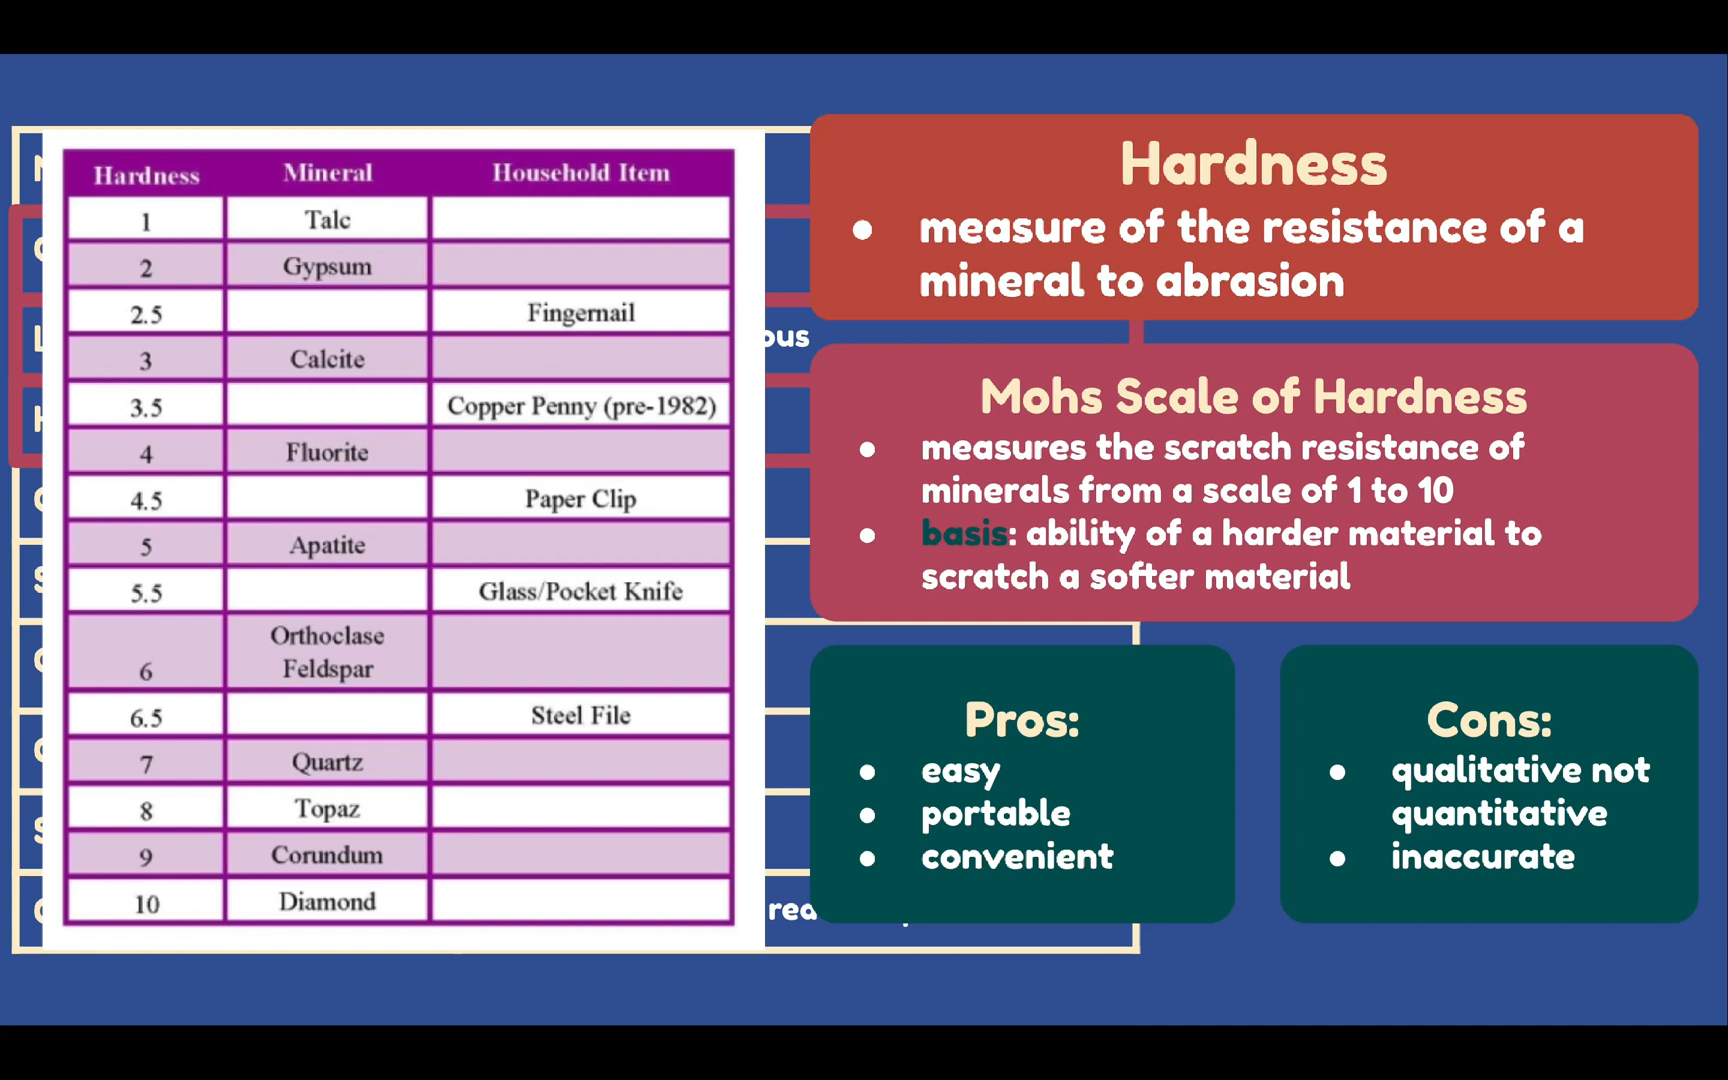 Hardness Mineral Household Item
1 Talc
2 Gypsum
2.5 Fingernail
3 Calcite
3.5 Copper Penny (pre-1982)
4 Fluorite
4.5 Paper Clip
5 Apatite
5.5 Glass/Pocket Knife
Orthoclase
6 Feldspar
6.5 Steel File
7 Quartz
8 Topaz
9 Corundum
10 Diamond
Hardness
● measure of the resistance of a
mineral to abrasion
Mohs Scale of Hardness
● measures the scratch resistance of
minerals from a scale of 1 to 10
● basis: ability of a harder material to
scratch a softer material
Pros:
● easy
● portable
● convenient
Cons:
● qualitative not
quantitative
● inaccurate